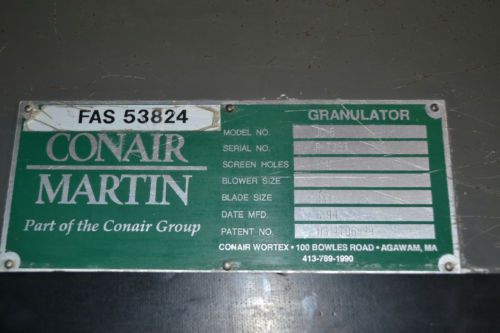 FAS 53824
CONAIR
MARTIN
Part of the Conair Group
GRANULATOR
MODEL NO.
SERIAL NO.
SCREEN HOLES
BLOWER SIZE
BLADE SIZE
DATE MFD.
PATENT NO.
CONAIR WORTEX • 100 BOWLES ROAD • AGAWAM, MA
413-789-1990